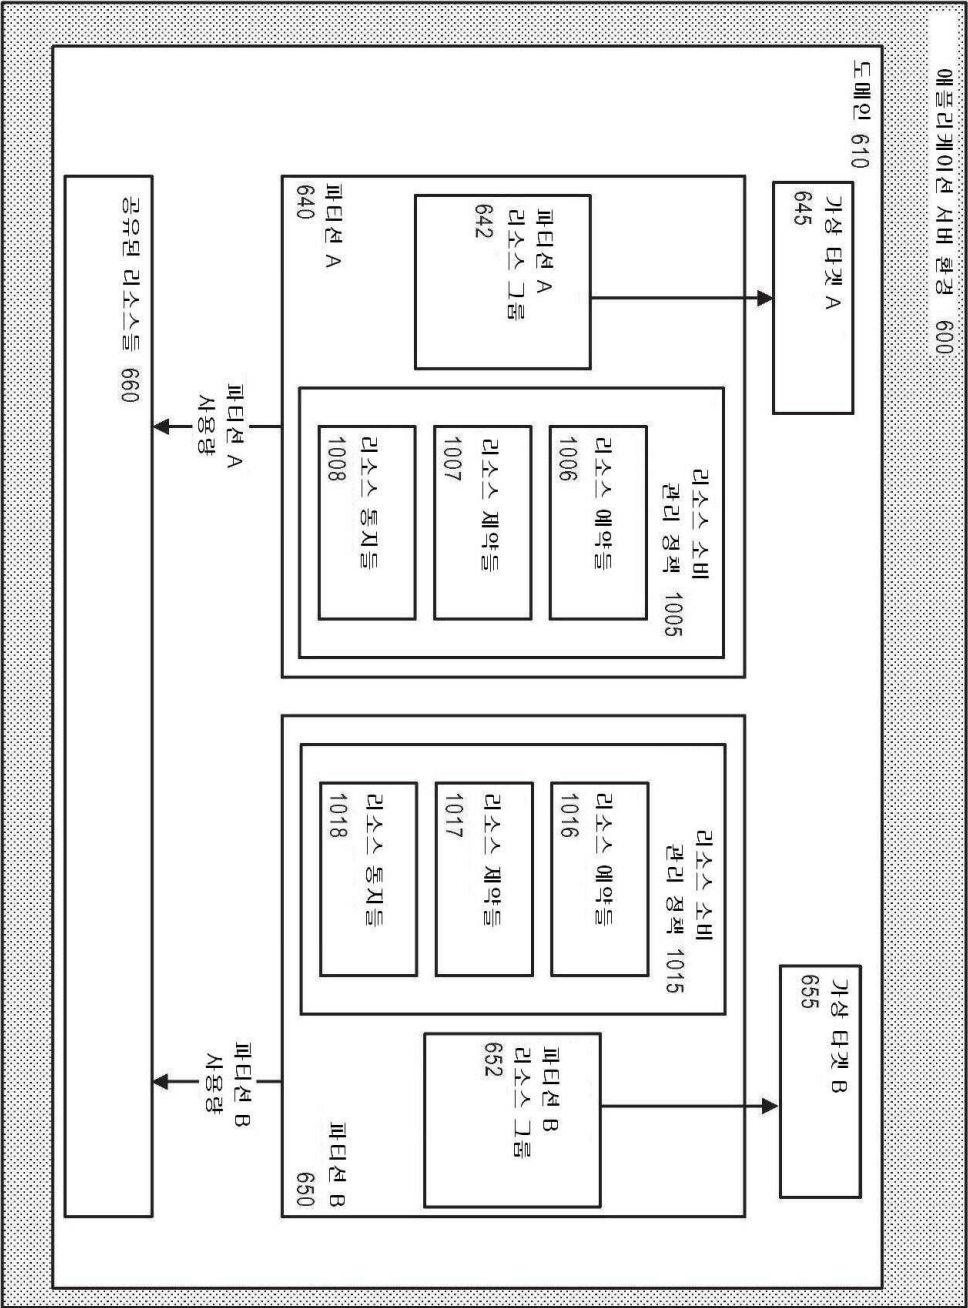 애플리케이션 서버 환경 600
도메인 610
가상 타겟 A
645
가상 타겟 B
655
파티션 A
리소스 그룹
642
리소스 소비
관리 정책 1005
리소스 예약들
1006
리소스 제약들
1007
리소스 통지들
1008
파티션 A
640
리소스 소비
관리 정책 1015
리소스 예약들
1016
리소스 제약들
1017
리소스 통지들
1018
파티션 B
리소스 그룹
652
파티션 B
650
파티션 A
사용량
파티션 B
사용량
공유된 리소스들 660